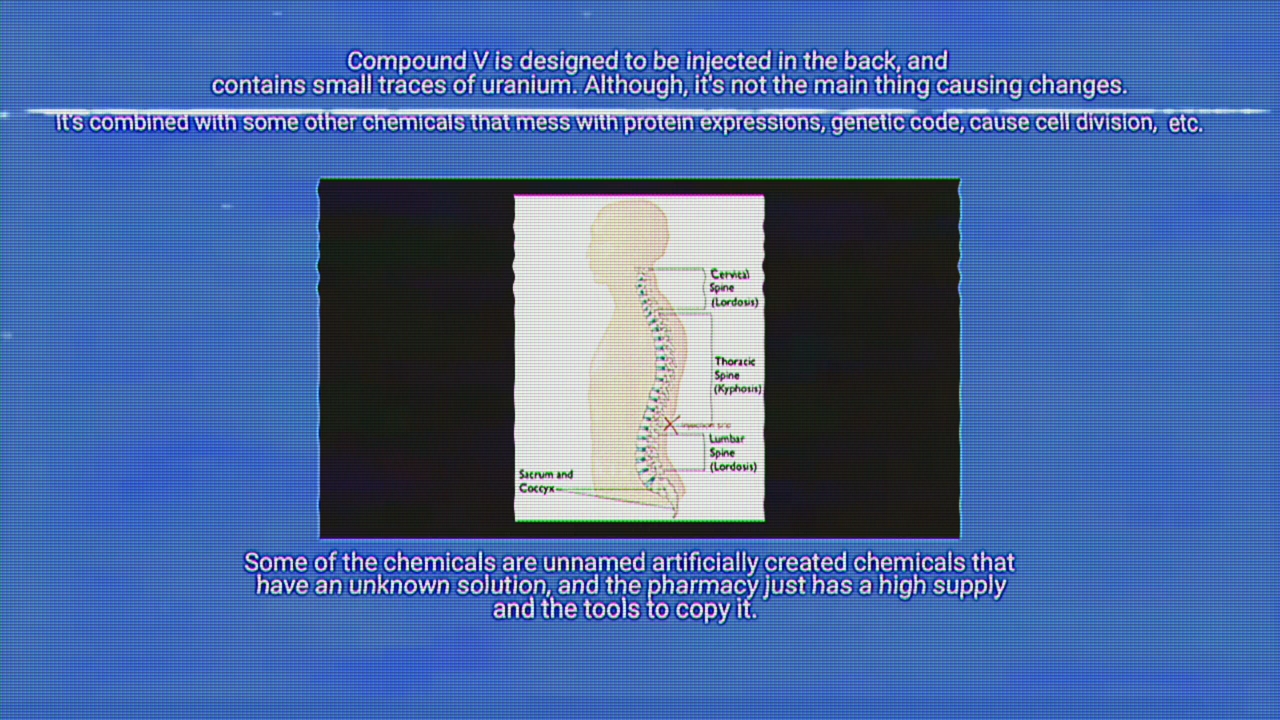 Compound V is designed to be injected in the back, and
contains small traces of uranium. Although, it's not the main thing causing changes.
It's combined with some other chemicals that mess with protein expressions, genetic code, cause cell division, etc.
Cervical
Spine
(Lordosis)
Thoracic
Spine
(Kyphosis)
injection site
Lumbar
Spine
(Lordosis)
Sacrum and
Coccyx
Some of the chemicals are unnamed artificially created chemicals that
have an unknown solution, and the pharmacy just has a high supply
and the tools to copy it.